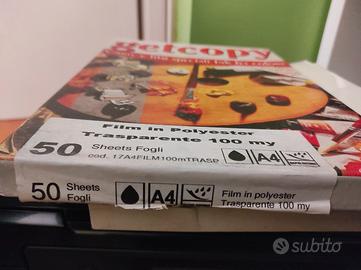 getcopy
Film in Polyester
Trasparente 100 my
50 Sheets Fogli
cod. 17A4FILM100mTRASP
A4
50 Sheets
Fogli
A4
Film in polyester
Trasparente 100 my
subito